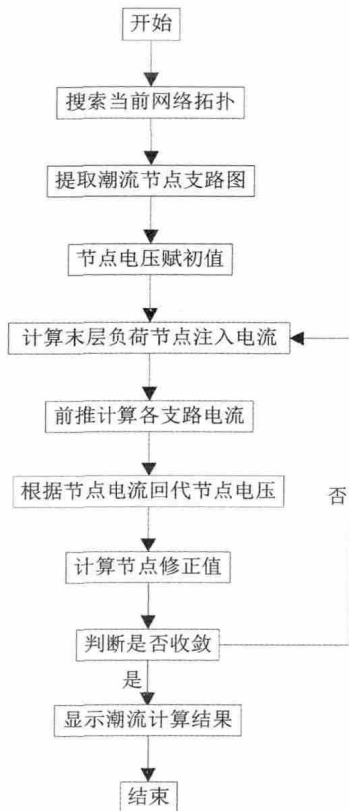 开始
搜索当前网络拓扑
提取潮流节点支路图
节点电压赋初值
计算末层负荷节点注入电流
前推计算各支路电流
根据节点电流回代节点电压
否
计算节点修正值
判断是否收敛
是
显示潮流计算结果
结束